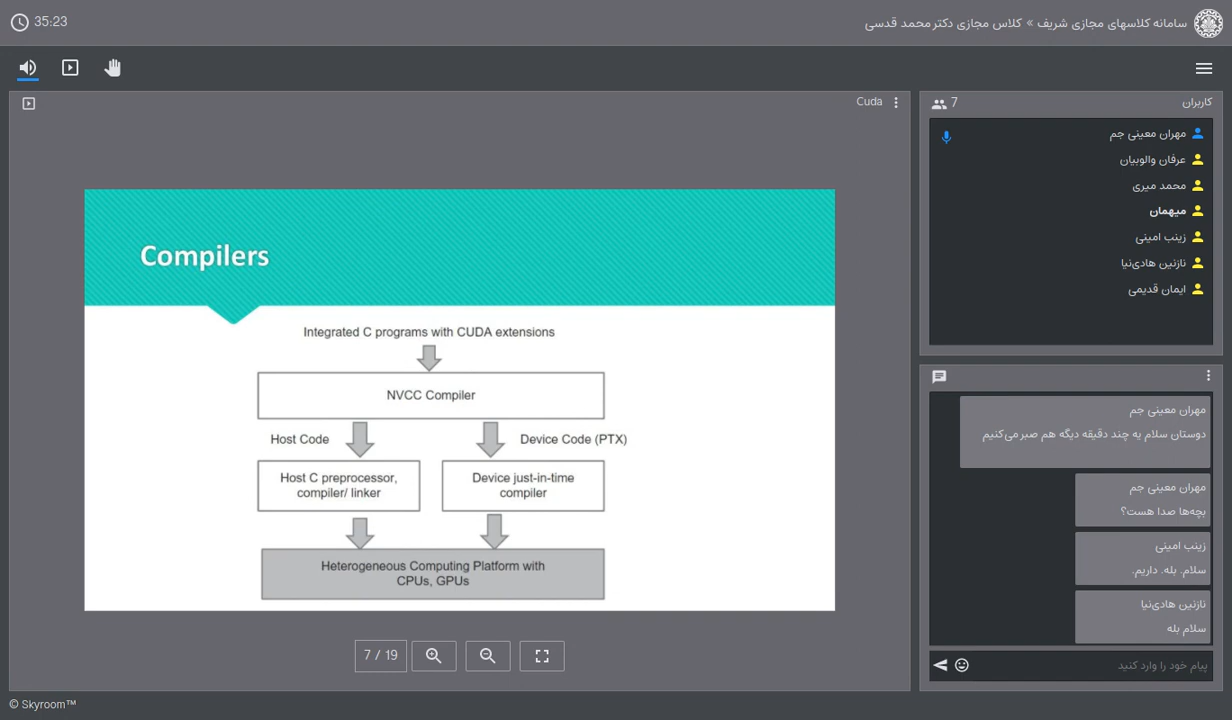 35:23
سامانه کلاسهای مجازی شریف » کلاس مجازی دکتر محمد قدسی
Cuda
Compilers
Integrated C programs with CUDA extensions
NVCC Compiler
Host Code
Device Code (PTX)
Host C preprocessor,
compiler/ linker
Device just-in-time
compiler
Heterogeneous Computing Platform with
CPUs, GPUs
7 / 19
کاربران
7
مهران معینی جم
عرفان والوییان
محمد میری
میهمان
زینب امینی
نازنین هادی‌نیا
ایمان قدیمی
مهران معینی جم
دوستان سلام یه چند دقیقه دیگه هم صبر می‌کنیم
مهران معینی جم
بچه‌ها صدا هست؟
زینب امینی
سلام. بله. داریم.
نازنین هادی‌نیا
سلام بله
پیام خود را وارد کنید
© Skyroom™